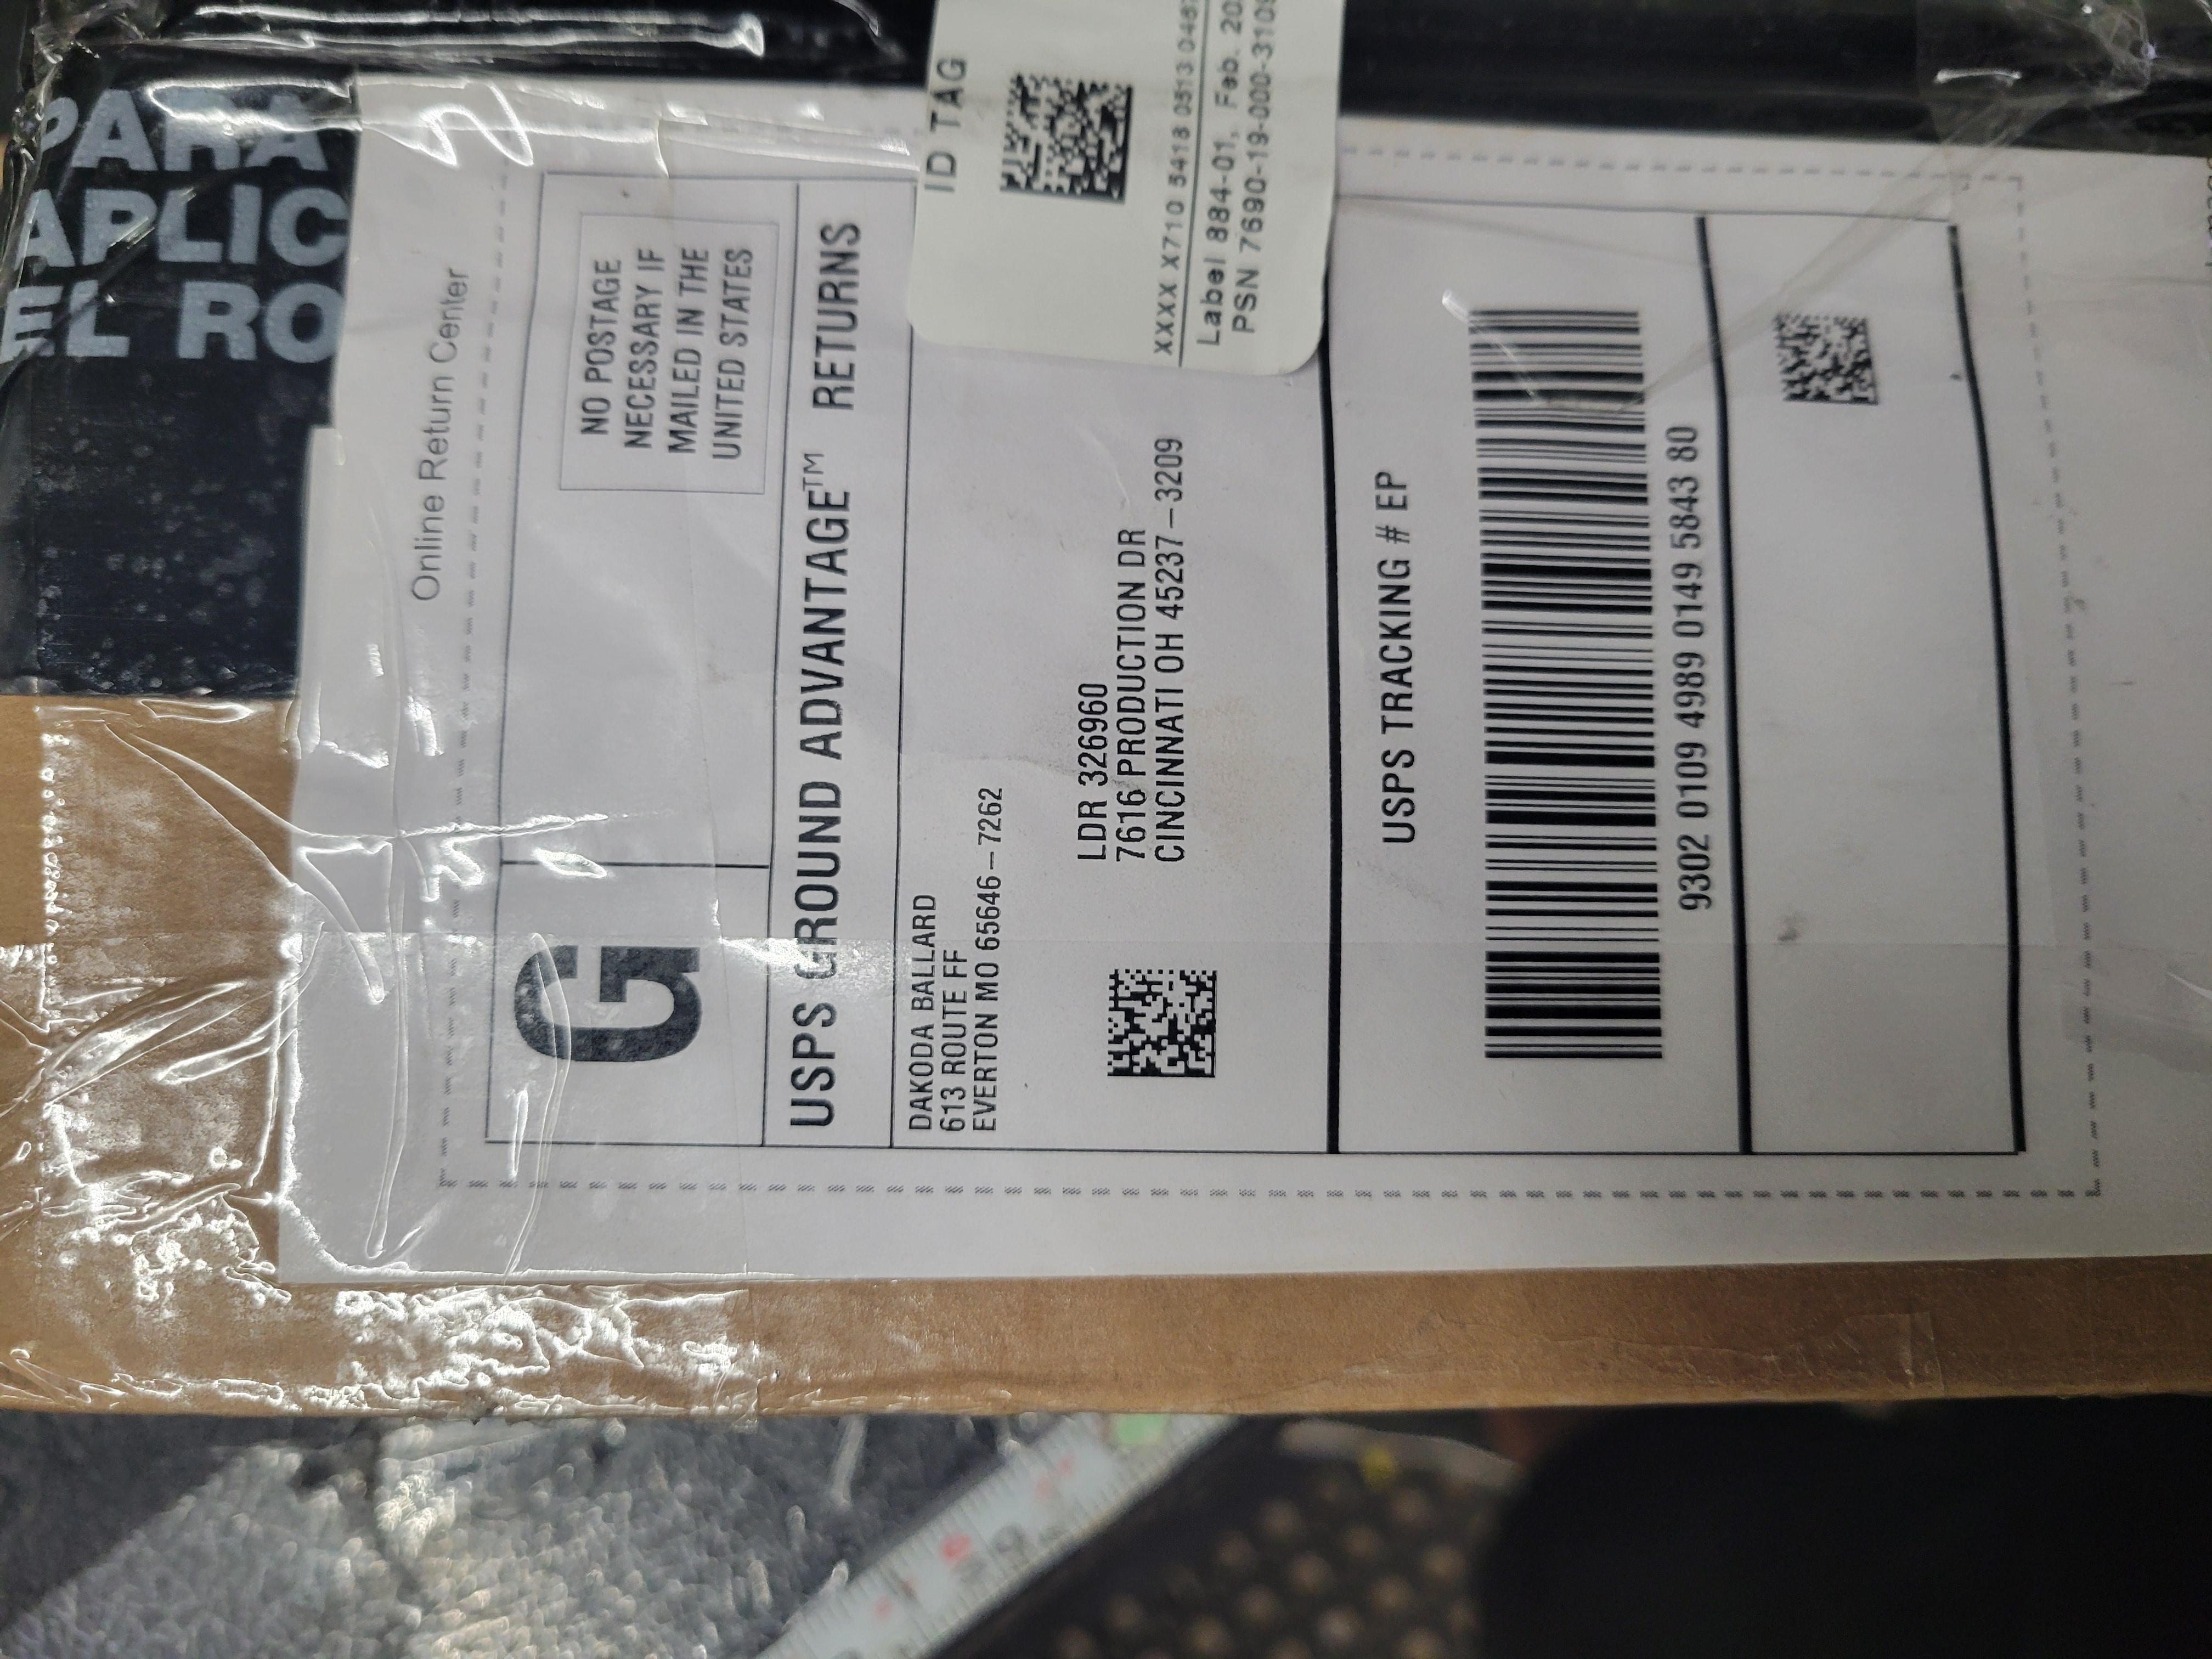 PARA
APLIC
EL RO
Online Return Center
G
NO POSTAGE
NECESSARY IF
MAILED IN THE
UNITED STATES
USPS GROUND ADVANTAGE™ RETURNS
DAKODA BALLARD
613 ROUTE FF
EVERTON MO 65646-7262
LDR 326960
7616 PRODUCTION DR
CINCINNATI OH 45237-3209
USPS TRACKING # EP
9302 0109 4989 0149 5843 80
ID TAG
XXXXX X710 5418 0513 0467
Label 884-01, Feb. 20
PSN 7690-19-000-3109